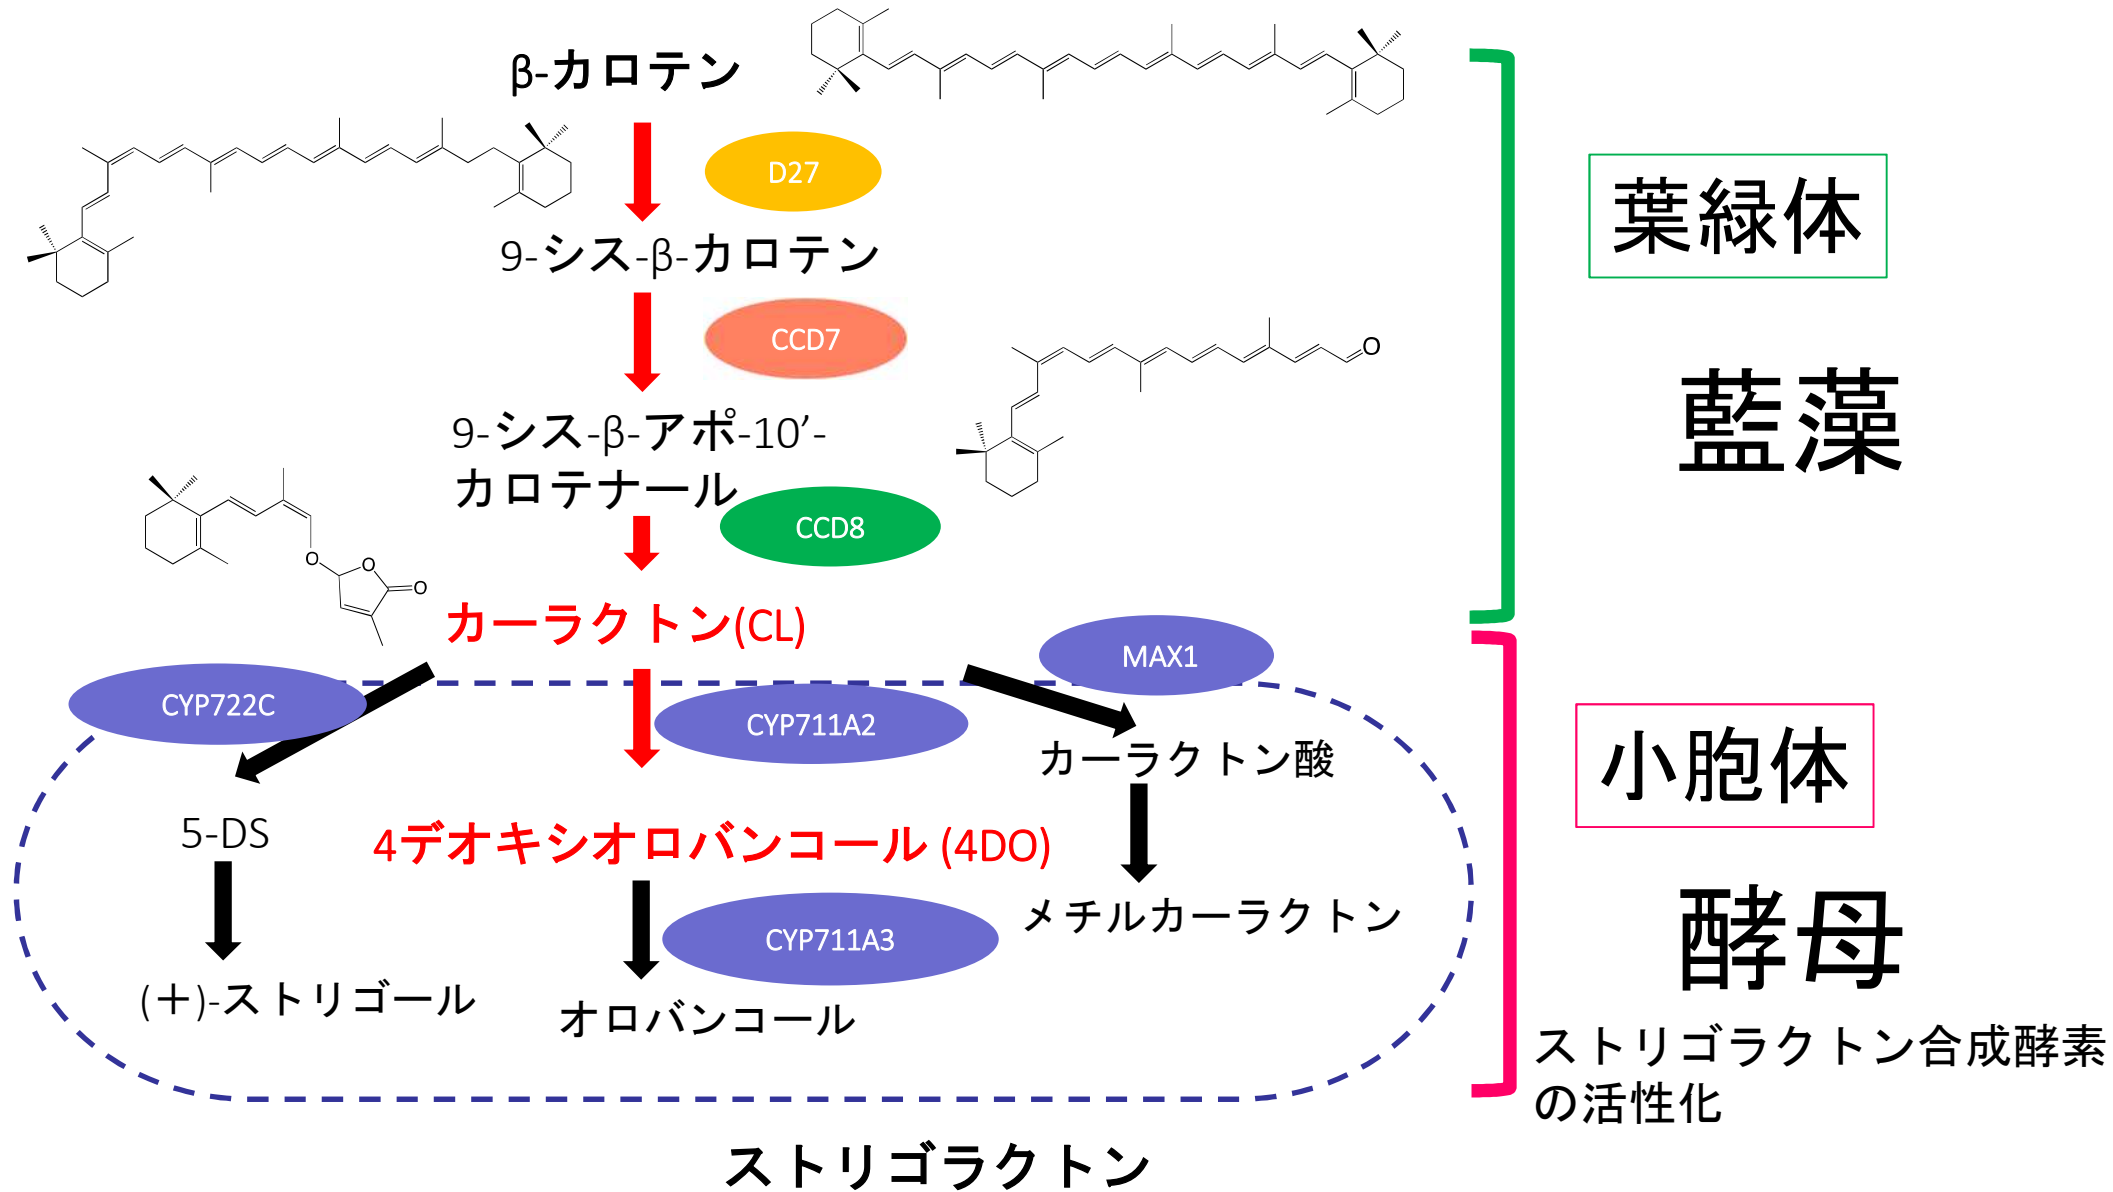 β-カロテン
D27
9-シス-β-カロテン
CCD7
O
9-シス-β-アポ-10’-
カロテナール
CCD8
O
O
O
カーラクトン(CL)
MAX1
CYP722C
CYP711A2
カーラクトン酸
5-DS
4デオキシオロバンコール (4DO)
メチルカーラクトン
CYP711A3
(+)-ストリゴール
オロバンコール
ストリゴラクトン
葉緑体
藍藻
小胞体
酵母
ストリゴラクトン合成酵素
の活性化